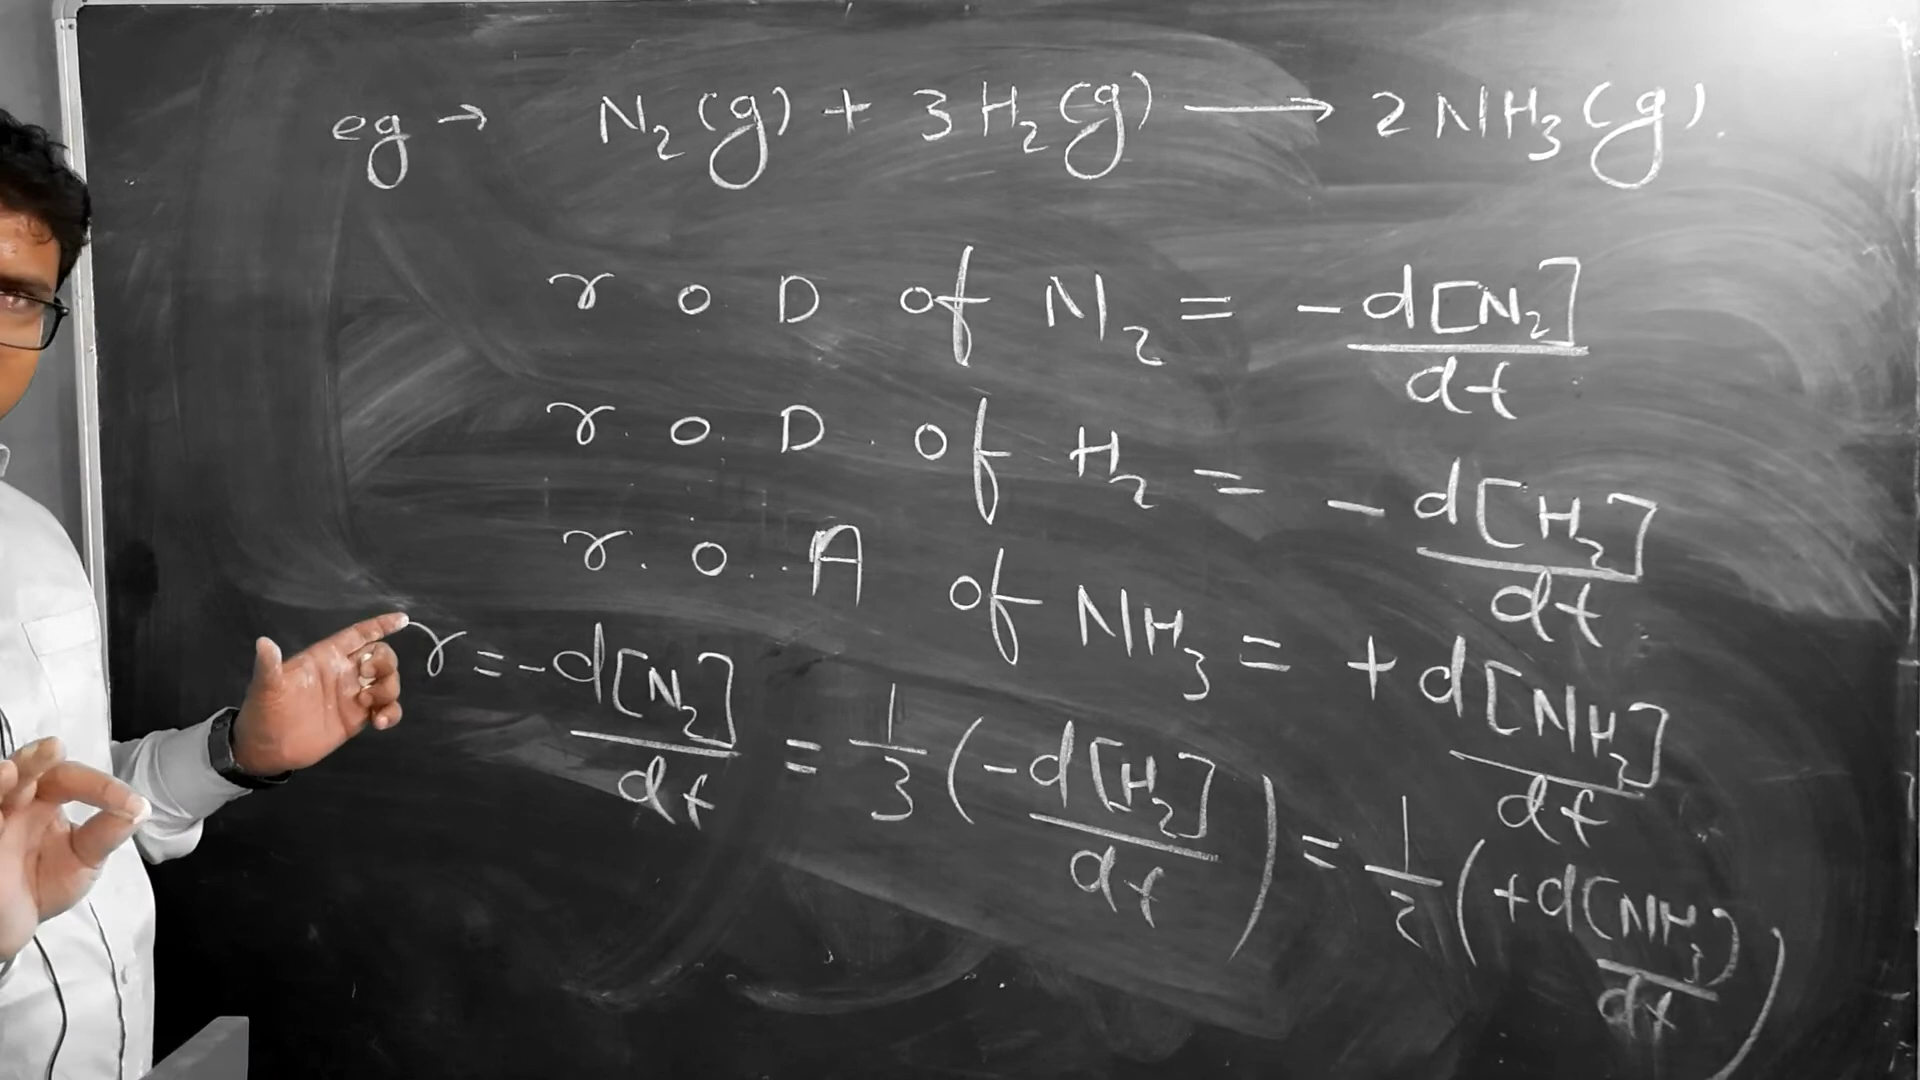 eg → N₂(g) + 3H₂(g) ⟶ 2NH₃(g).
r o D of N₂ = -d[N₂]/dt
r. o. D. of H₂ = -d[H₂]/dt
r. o. A of NH₃ = +d[NH₃]/dt
r = -d[N₂]/dt = 1/3 (-d[H₂]/dt) = 1/2 (+d[NH₃)/dt)